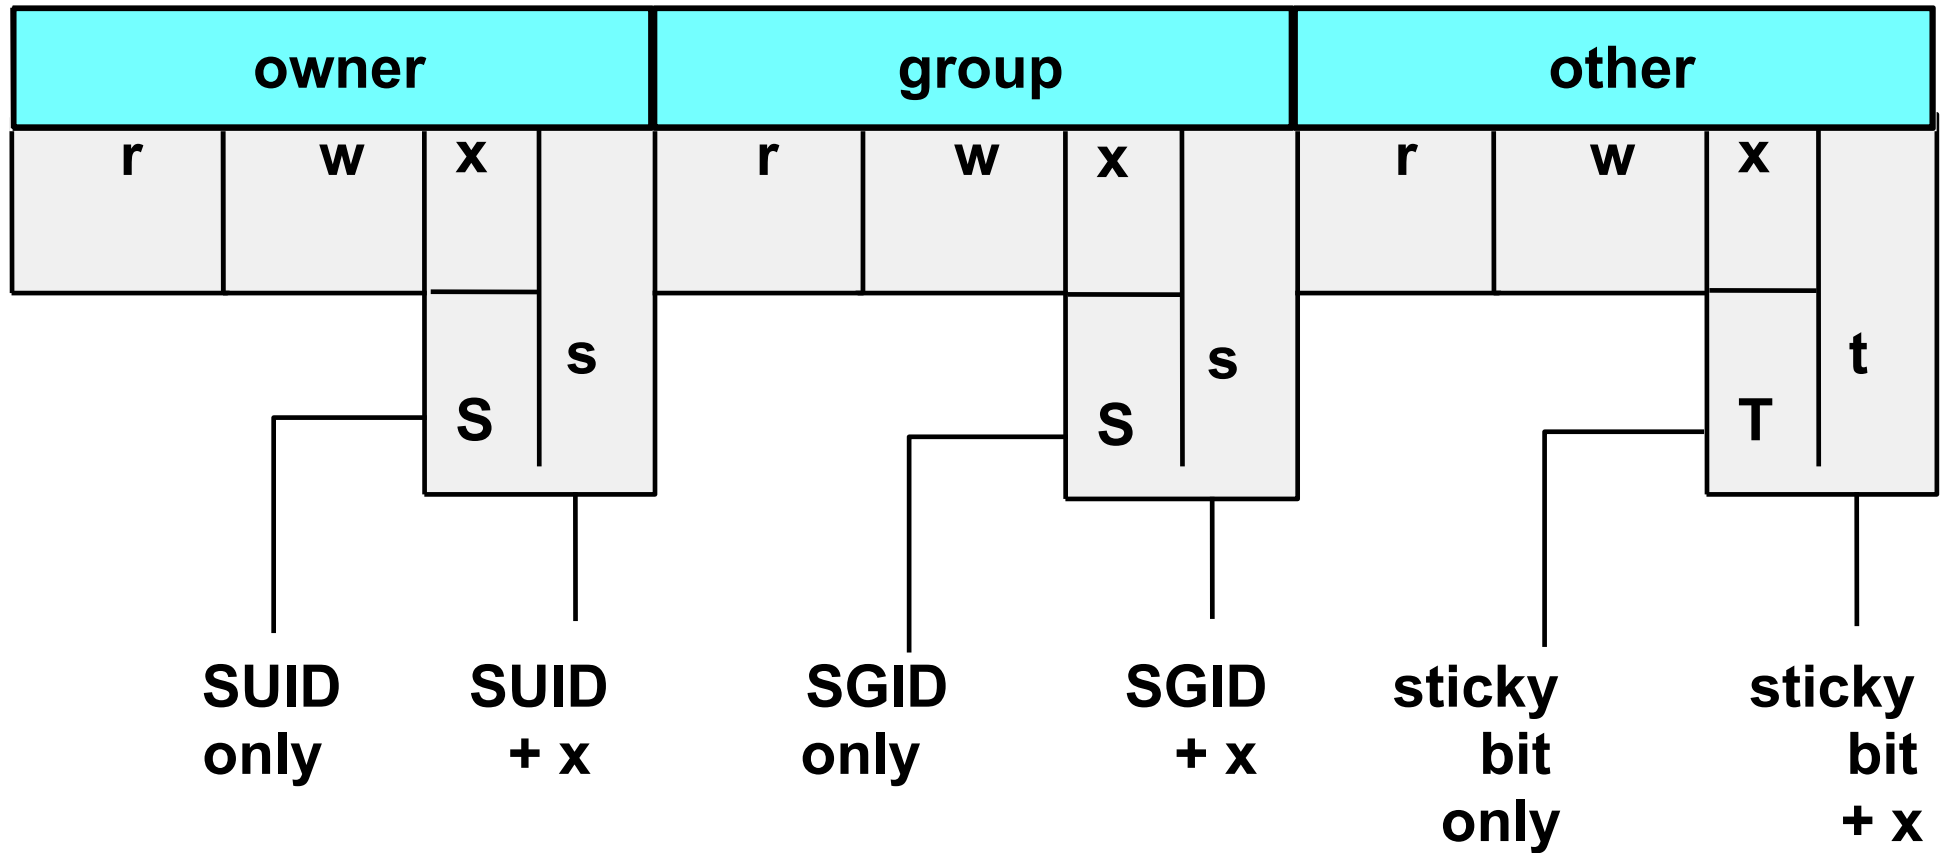 owner group other
r w x r w x r w x
s s t
S S T
SUID SUID SGID SGID sticky sticky
only + x only + x bit bit
only + x